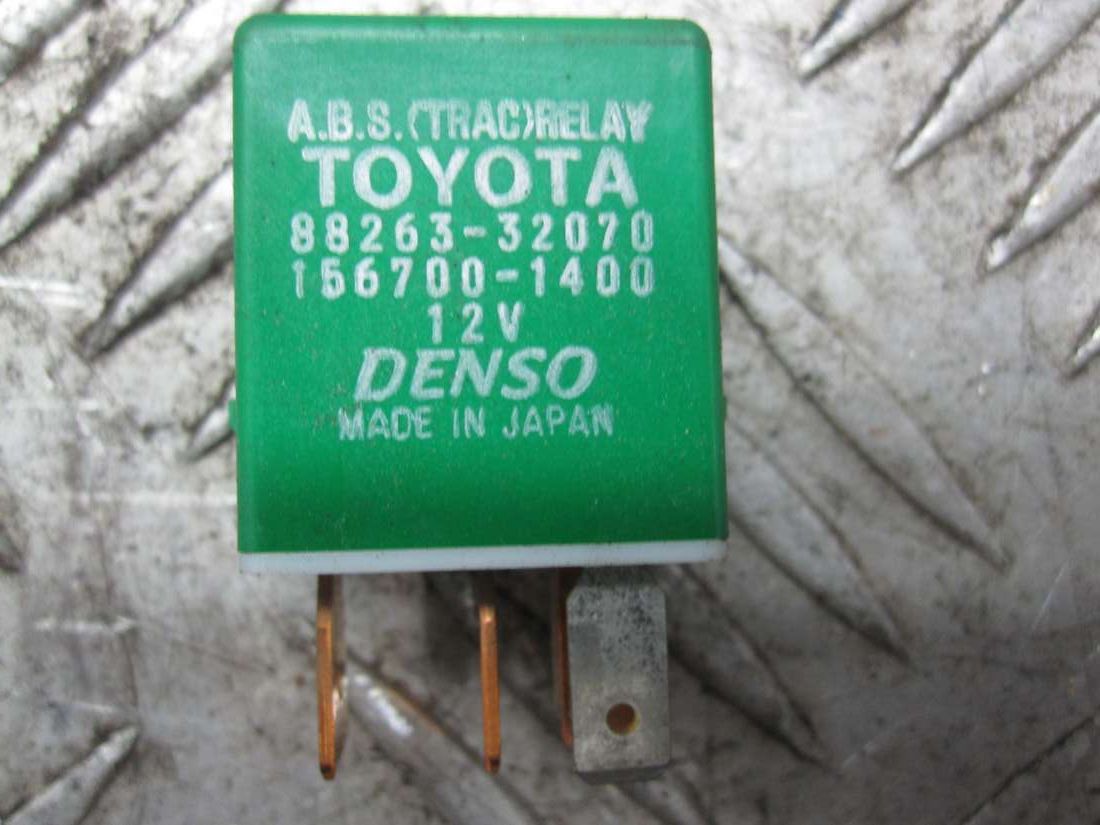 A.B.S.(TRAC)RELAY
TOYOTA
88263-32070
156700-1400
12V
DENSO
MADE IN JAPAN